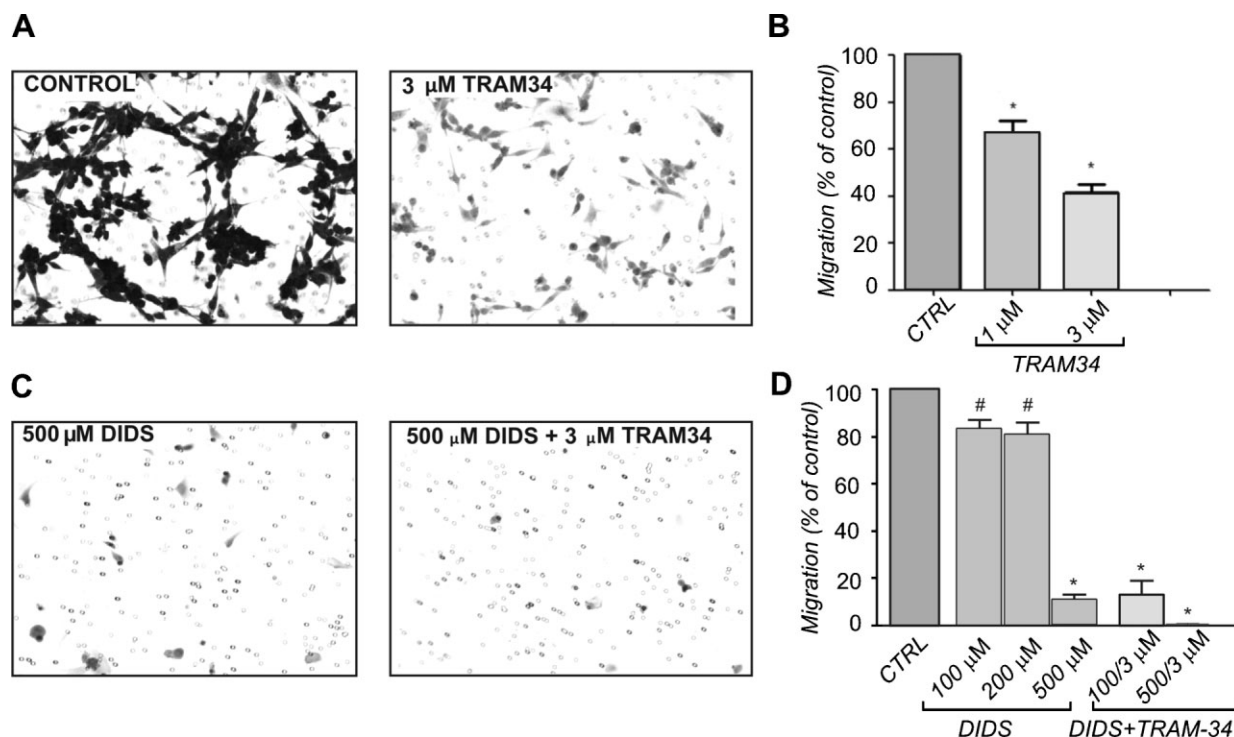 A
CONTROL
3 μM TRAM34
B
Migration (% of control)
100
80
60
40
20
0
*
*
CTRL
1 μM
3 μM
TRAM34
C
500 μM DIDS
500 μM DIDS + 3 μM TRAM34
D
Migration (% of control)
100
80
60
40
20
0
#
#
*
*
*
CTRL
100 μM
200 μM
500 μM
100/3 μM
500/3 μM
DIDS
DIDS+TRAM-34